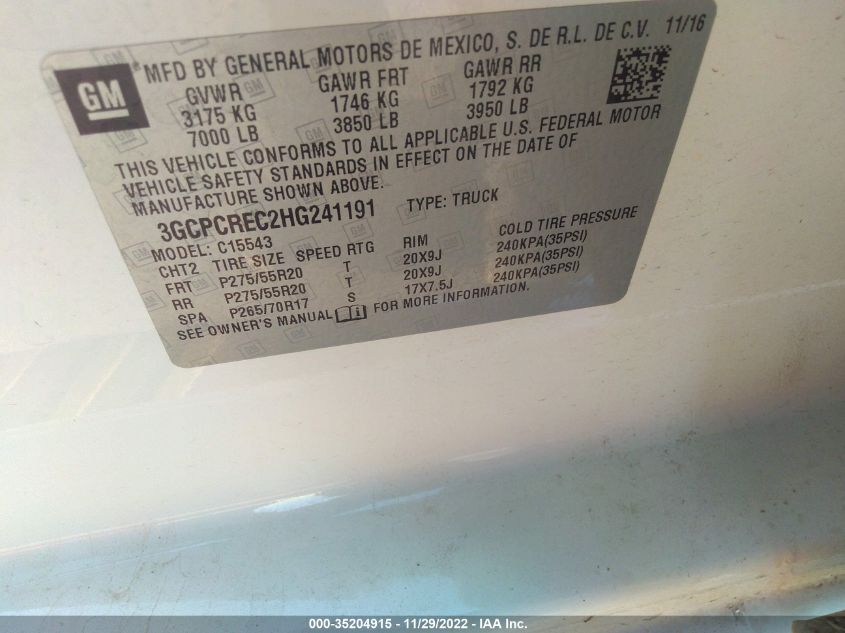 GM
MFD BY GENERAL MOTORS DE MEXICO, S. DE R.L. DE C.V. 11/16
GVWR GAWR FRT GAWR RR
3175 KG 1746 KG 1792 KG
7000 LB 3850 LB 3950 LB
THIS VEHICLE CONFORMS TO ALL APPLICABLE U.S. FEDERAL MOTOR
VEHICLE SAFETY STANDARDS IN EFFECT ON THE DATE OF
MANUFACTURE SHOWN ABOVE.
3GCPCREC2HG241191 TYPE: TRUCK
MODEL: C15543
CHT2 TIRE SIZE SPEED RTG RIM COLD TIRE PRESSURE
FRT P275/55R20 T 20X9J 240KPA(35PSI)
RR P275/55R20 T 20X9J 240KPA(35PSI)
SPA P265/70R17 S 17X7.5J 240KPA(35PSI)
SEE OWNER'S MANUAL FOR MORE INFORMATION.
000-35204915 - 11/29/2022 - IAA Inc.